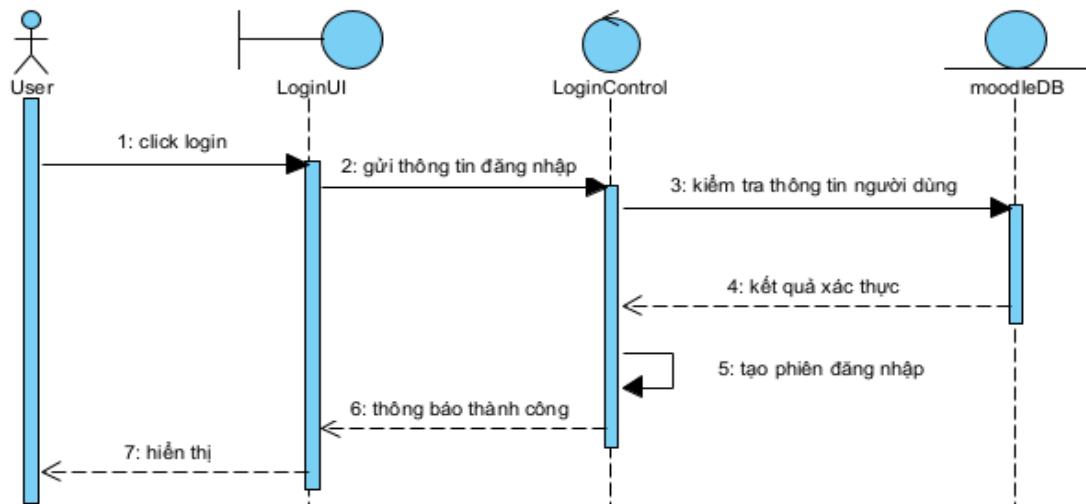 User
LoginUI
LoginControl
moodleDB
1: click login
2: gửi thông tin đăng nhập
3: kiểm tra thông tin người dùng
4: kết quả xác thực
5: tạo phiên đăng nhập
6: thông báo thành công
7: hiển thị